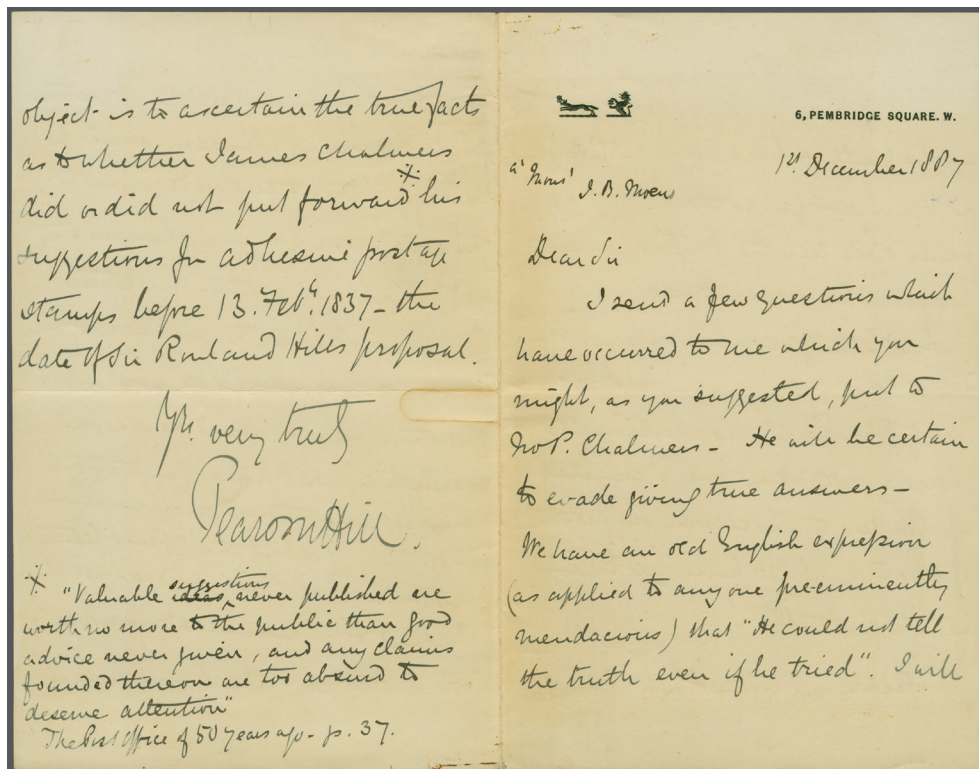 6, PEMBRIDGE SQUARE. W.
1st December 1887
a' Mons'
J. B. Moens
Dear Sir
I send a few questions which
have occurred to me which you
might, as you suggested, put to
P. Chalmers - He will be certain
to evade giving true answers -
We have an old English expression
(as applied to any one preeminently
mendacious) that "He could not tell
the truth even if he tried". I will
object is to ascertain the true facts
as to whether James Chalmers
did or did not put forward ※ his
suggestions for adhesive postage
stamps before 13. Feby. 1837 - the
date of Sir Rowland Hills proposal.
Yrs. very truly
Pearson Hill.
※ "Valuable ideas suggestions never published are
worth no more to the public than good
advice never given, and any claims
founded thereon are too absurd to
deserve attention"
The Post Office of 50 years ago - p. 37.